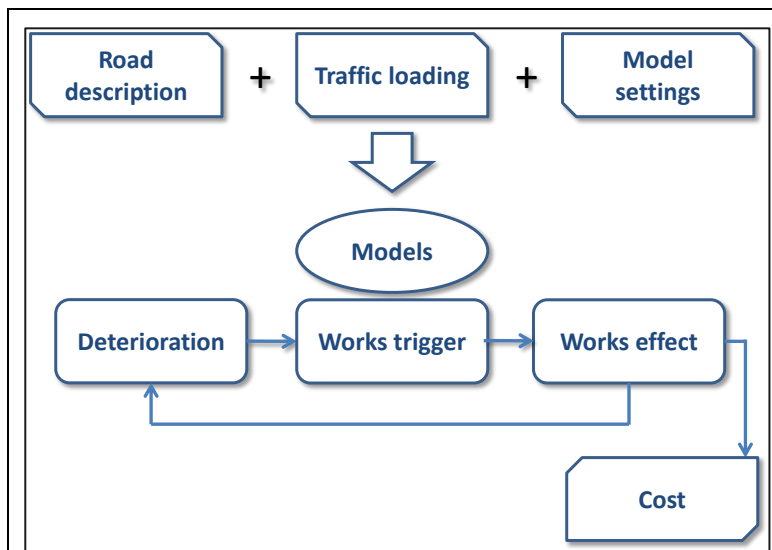 Road
description
+
Traffic loading
+
Model
settings
Models
Deterioration
Works trigger
Works effect
Cost